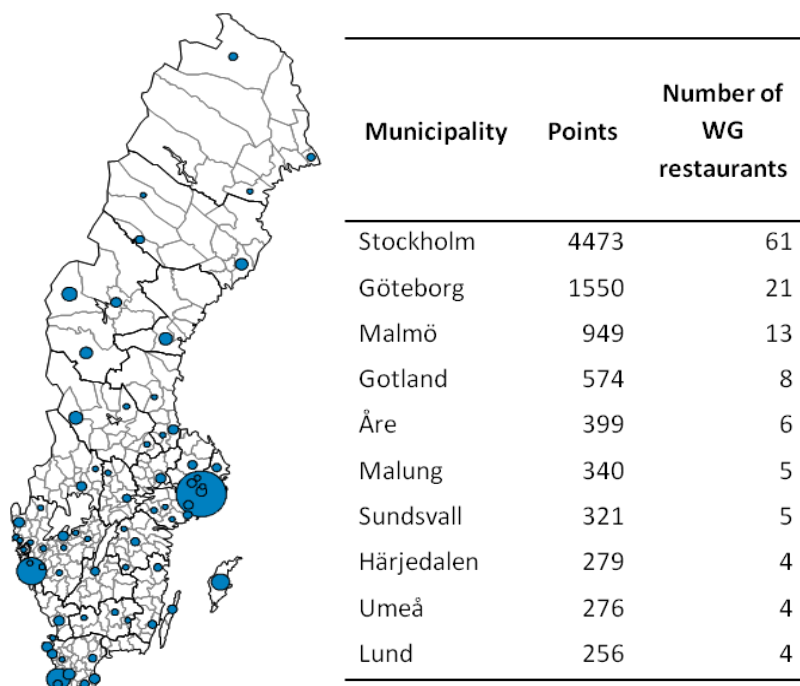 Municipality Points Number of WG restaurants
Stockholm 4473 61
Göteborg 1550 21
Malmö 949 13
Gotland 574 8
Åre 399 6
Malung 340 5
Sundsvall 321 5
Härjedalen 279 4
Umeå 276 4
Lund 256 4